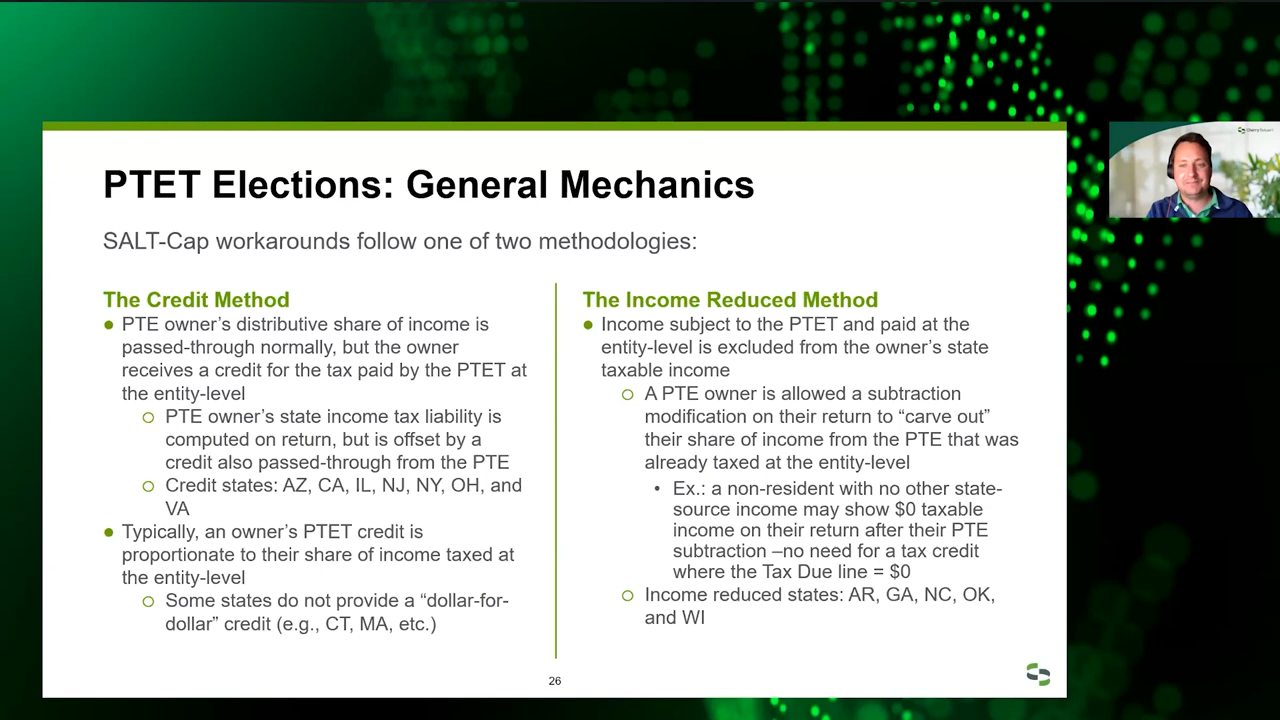 PTET Elections: General Mechanics
SALT-Cap workarounds follow one of two methodologies:
The Credit Method
● PTE owner’s distributive share of income is
passed-through normally, but the owner
receives a credit for the tax paid by the PTET at
the entity-level
○ PTE owner’s state income tax liability is
computed on return, but is offset by a
credit also passed-through from the PTE
○ Credit states: AZ, CA, IL, NJ, NY, OH, and
VA
● Typically, an owner’s PTET credit is
proportionate to their share of income taxed at
the entity-level
○ Some states do not provide a “dollar-for-
dollar” credit (e.g., CT, MA, etc.)
The Income Reduced Method
● Income subject to the PTET and paid at the
entity-level is excluded from the owner’s state
taxable income
○ A PTE owner is allowed a subtraction
modification on their return to “carve out”
their share of income from the PTE that was
already taxed at the entity-level
• Ex.: a non-resident with no other state-
source income may show $0 taxable
income on their return after their PTE
subtraction –no need for a tax credit
where the Tax Due line = $0
○ Income reduced states: AR, GA, NC, OK,
and WI
26